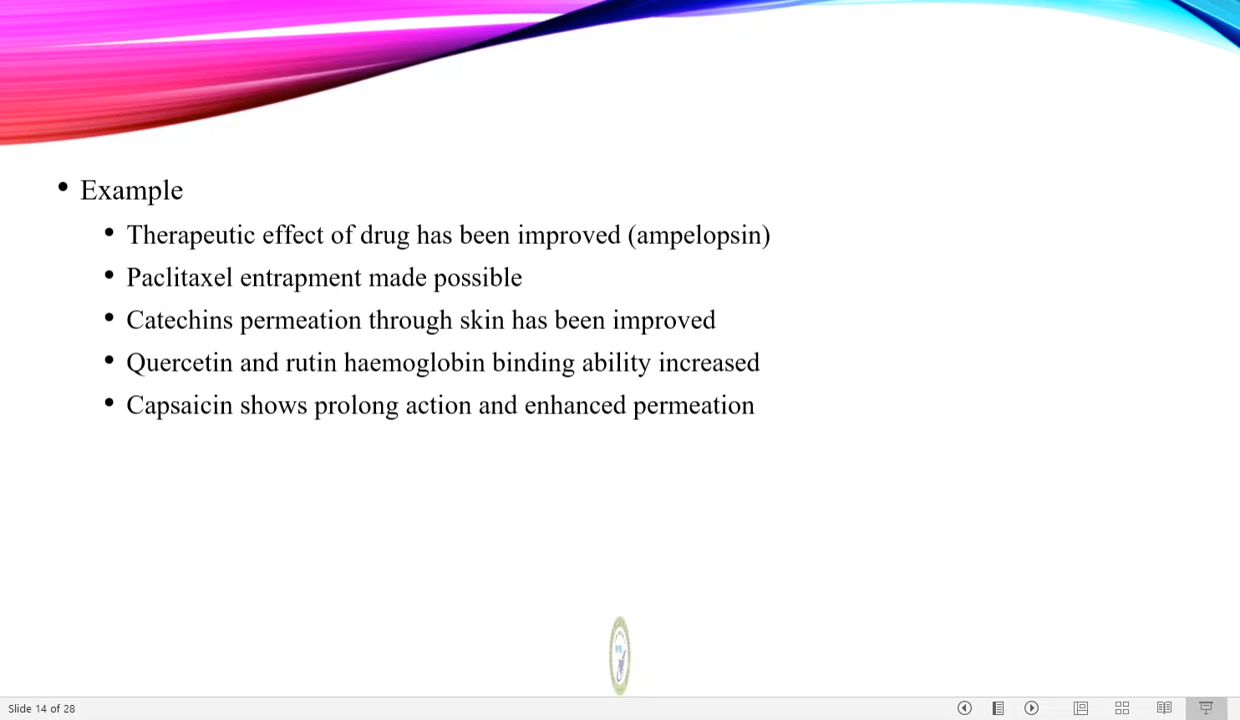 • Example
• Therapeutic effect of drug has been improved (ampelopsin)
• Paclitaxel entrapment made possible
• Catechins permeation through skin has been improved
• Quercetin and rutin haemoglobin binding ability increased
• Capsaicin shows prolong action and enhanced permeation
Slide 14 of 28